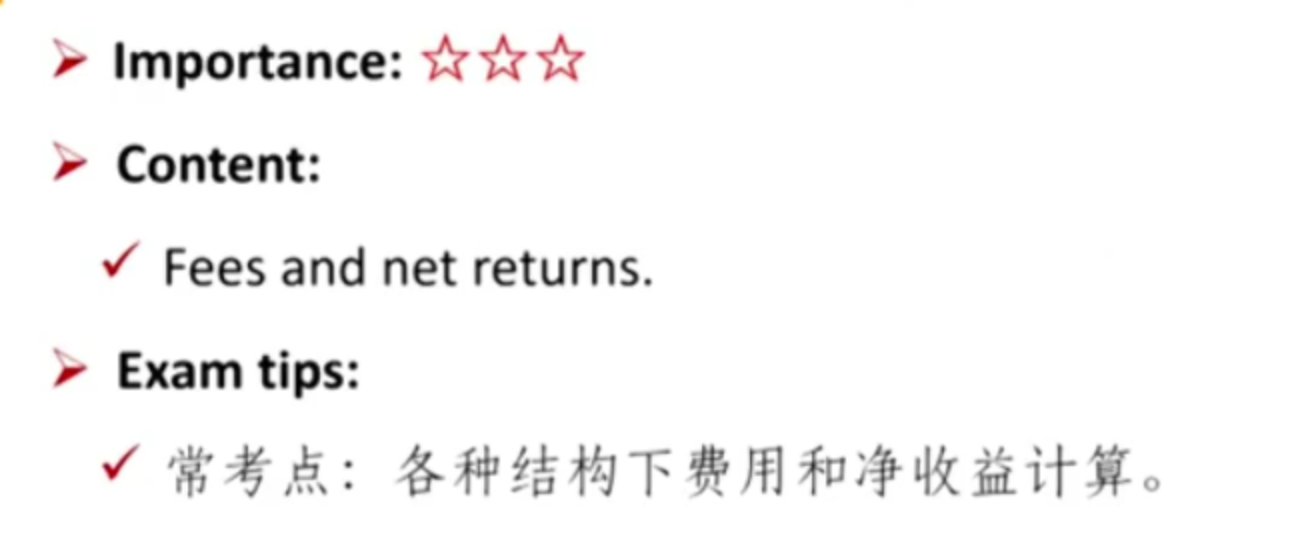 ➢ Importance: ☆☆☆
➢ Content:
✓ Fees and net returns.
➢ Exam tips:
✓ 常考点：各种结构下费用和净收益计算。